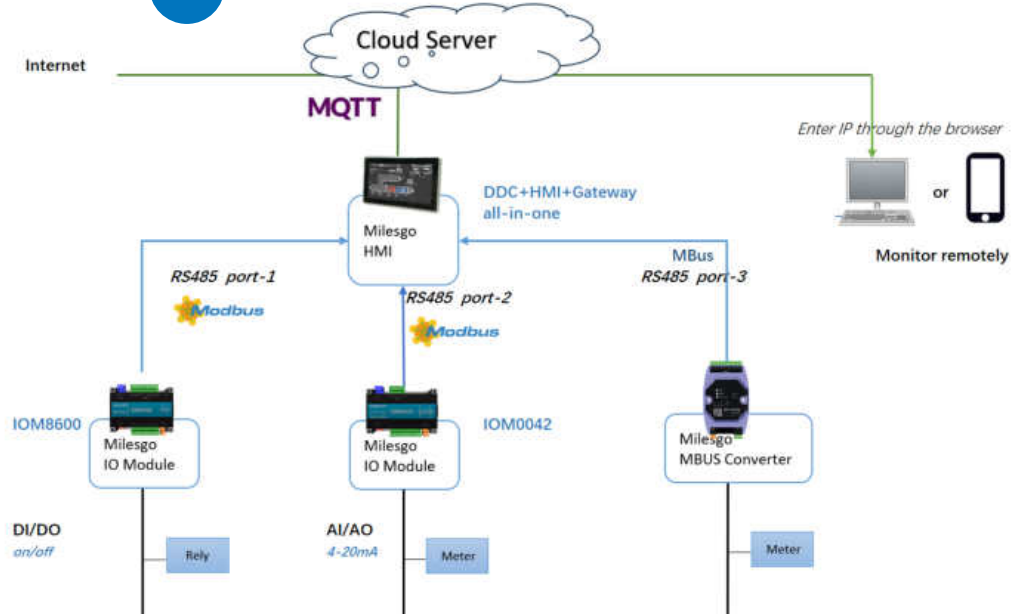 Cloud Server
Internet
MQTT
Enter IP through the browser
or
Monitor remotely
DDC+HMI+Gateway
all-in-one
Milesgo
HMI
RS485 port-1
Modbus
RS485 port-2
Modbus
MBus
RS485 port-3
IOM8600
Milesgo
IO Module
Milesgo
IO Module
IOM0042
Milesgo
MBUS Converter
DI/DO
on/off
Rely
AI/AO
4-20mA
Meter
Meter